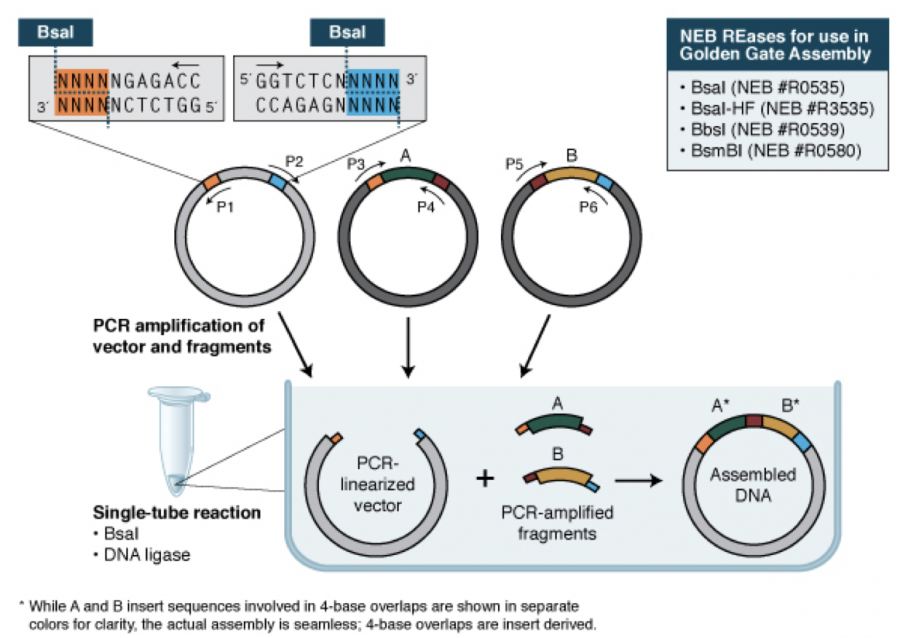 BsaI
BsaI
NNNNNGAGACC
3´ NNNNNCTCTGG 5´
5´ GGTCTCNNNNN 3´
CCAGAGNNNNN
NEB REases for use in
Golden Gate Assembly
• BsaI (NEB #R0535)
• BsaI-HF (NEB #R3535)
• BbsI (NEB #R0539)
• BsmBI (NEB #R0580)
P2
P1
P3
A
P4
P5
B
P6
PCR amplification of
vector and fragments
Single-tube reaction
• BsaI
• DNA ligase
PCR-
linearized
vector
+
A
B
PCR-amplified
fragments
A* B*
Assembled
DNA
* While A and B insert sequences involved in 4-base overlaps are shown in separate
colors for clarity, the actual assembly is seamless; 4-base overlaps are insert derived.